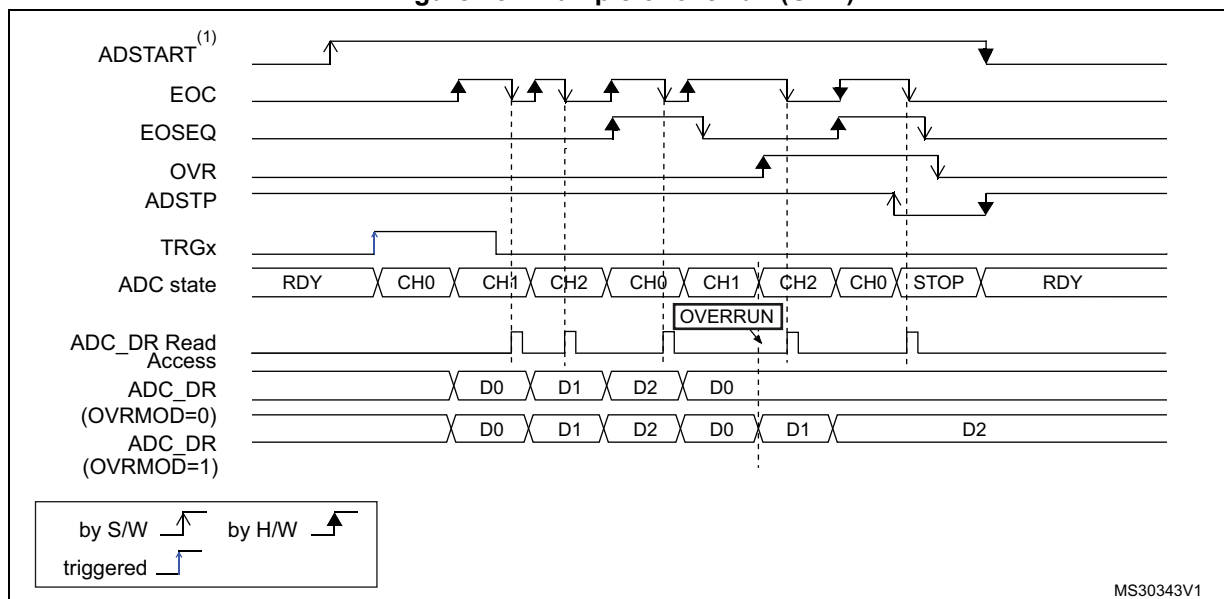 ADSTART(1)
EOC
EOSEQ
OVR
ADSTP
TRGx
ADC state RDY CH0 CH1 CH2 CH0 CH1 CH2 CH0 STOP RDY
OVERRUN
ADC_DR Read
Access
ADC_DR D0 D1 D2 D0
(OVRMOD=0)
ADC_DR D0 D1 D2 D0 D1 D2
(OVRMOD=1)
by S/W by H/W
triggered
MS30343V1